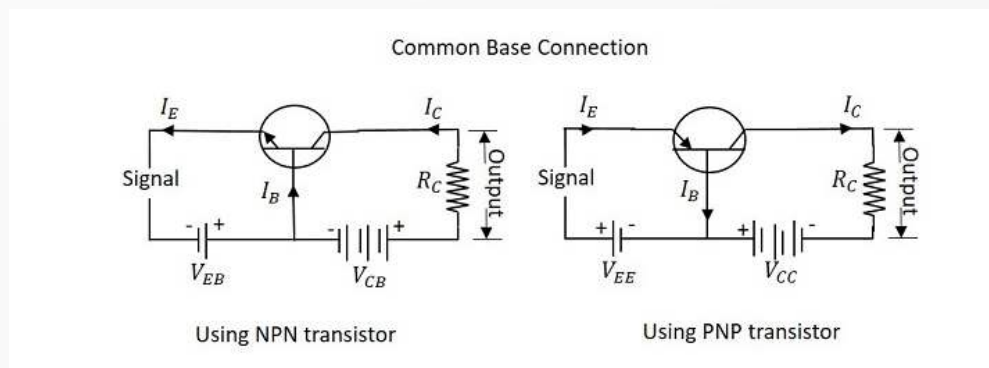 Common Base Connection
I_E
I_C
Signal
I_B
R_C
Output
- +
- +
V_EB
V_CB
Using NPN transistor
I_E
I_C
Signal
I_B
R_C
Output
+ -
+ -
V_EE
V_CC
Using PNP transistor